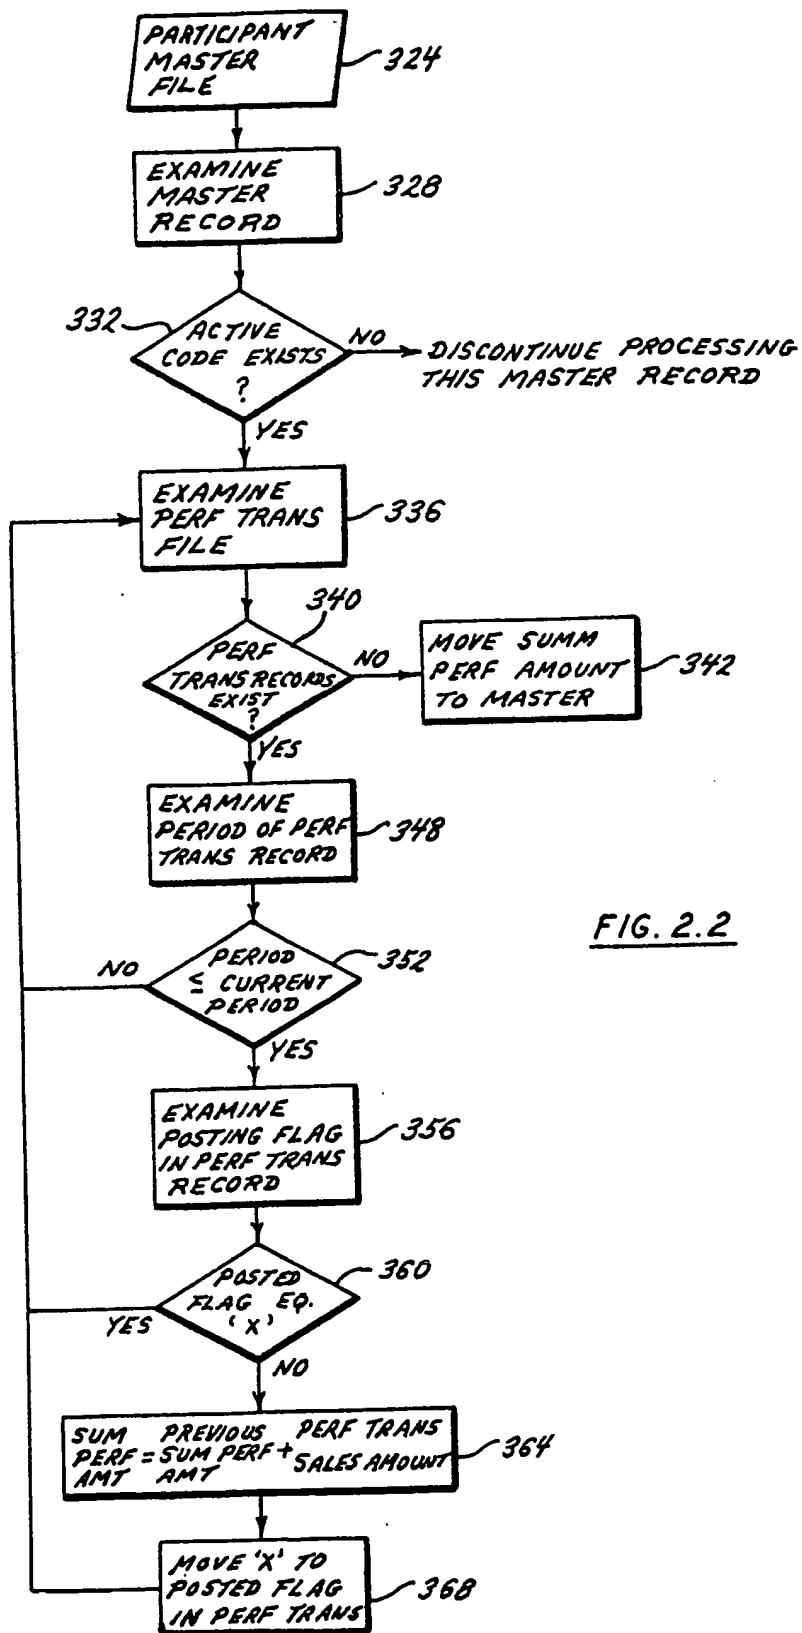 PARTICIPANT
MASTER
FILE
324
EXAMINE
MASTER
RECORD
328
332
ACTIVE
CODE EXISTS
?
NO
DISCONTINUE PROCESSING
THIS MASTER RECORD
YES
EXAMINE
PERF TRANS
FILE
336
340
PERF
TRANS RECORDS
EXIST
?
NO
MOVE SUMM
PERF AMOUNT
TO MASTER
342
YES
EXAMINE
PERIOD OF PERF
TRANS RECORD
348
FIG. 2.2
PERIOD
≤ CURRENT
PERIOD
352
NO
YES
EXAMINE
POSTING FLAG
IN PERF TRANS
RECORD
356
POSTED
FLAG EQ.
'X'
360
YES
NO
SUM PREVIOUS PERF TRANS
PERF = SUM PERF + SALES AMOUNT
AMT AMT
364
MOVE 'X' TO
POSTED FLAG
IN PERF TRANS
368